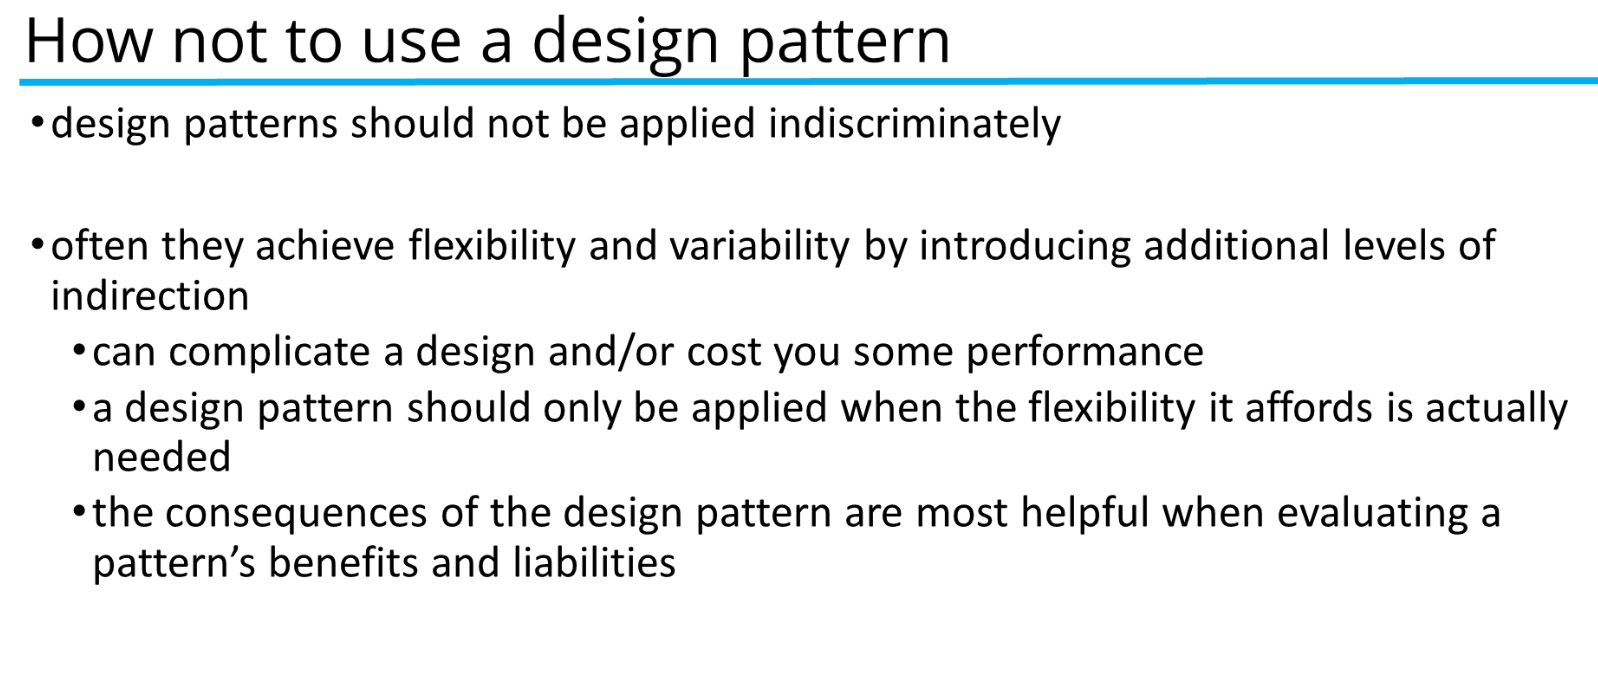 How not to use a design pattern
•design patterns should not be applied indiscriminately
•often they achieve flexibility and variability by introducing additional levels of
indirection
•can complicate a design and/or cost you some performance
•a design pattern should only be applied when the flexibility it affords is actually
needed
•the consequences of the design pattern are most helpful when evaluating a
pattern’s benefits and liabilities